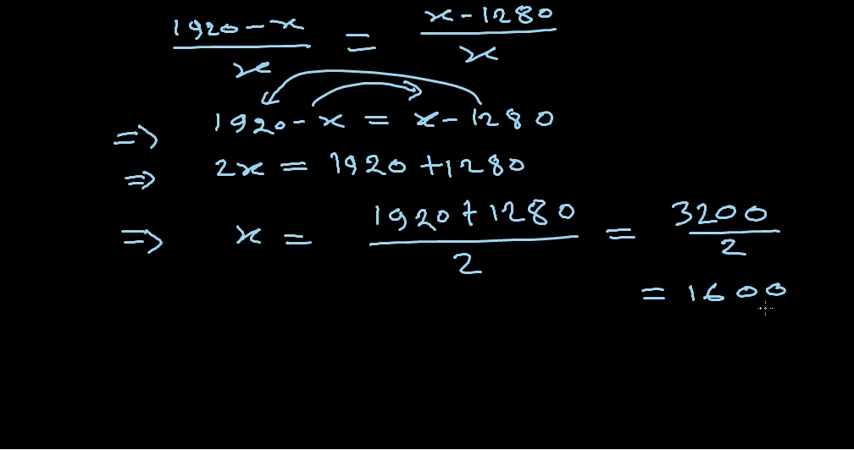 1920 - x / x = x - 1280 / x
=> 1920 - x = x - 1280
=> 2x = 1920 + 1280
=> x = 1920 + 1280 / 2 = 3200 / 2
= 1600